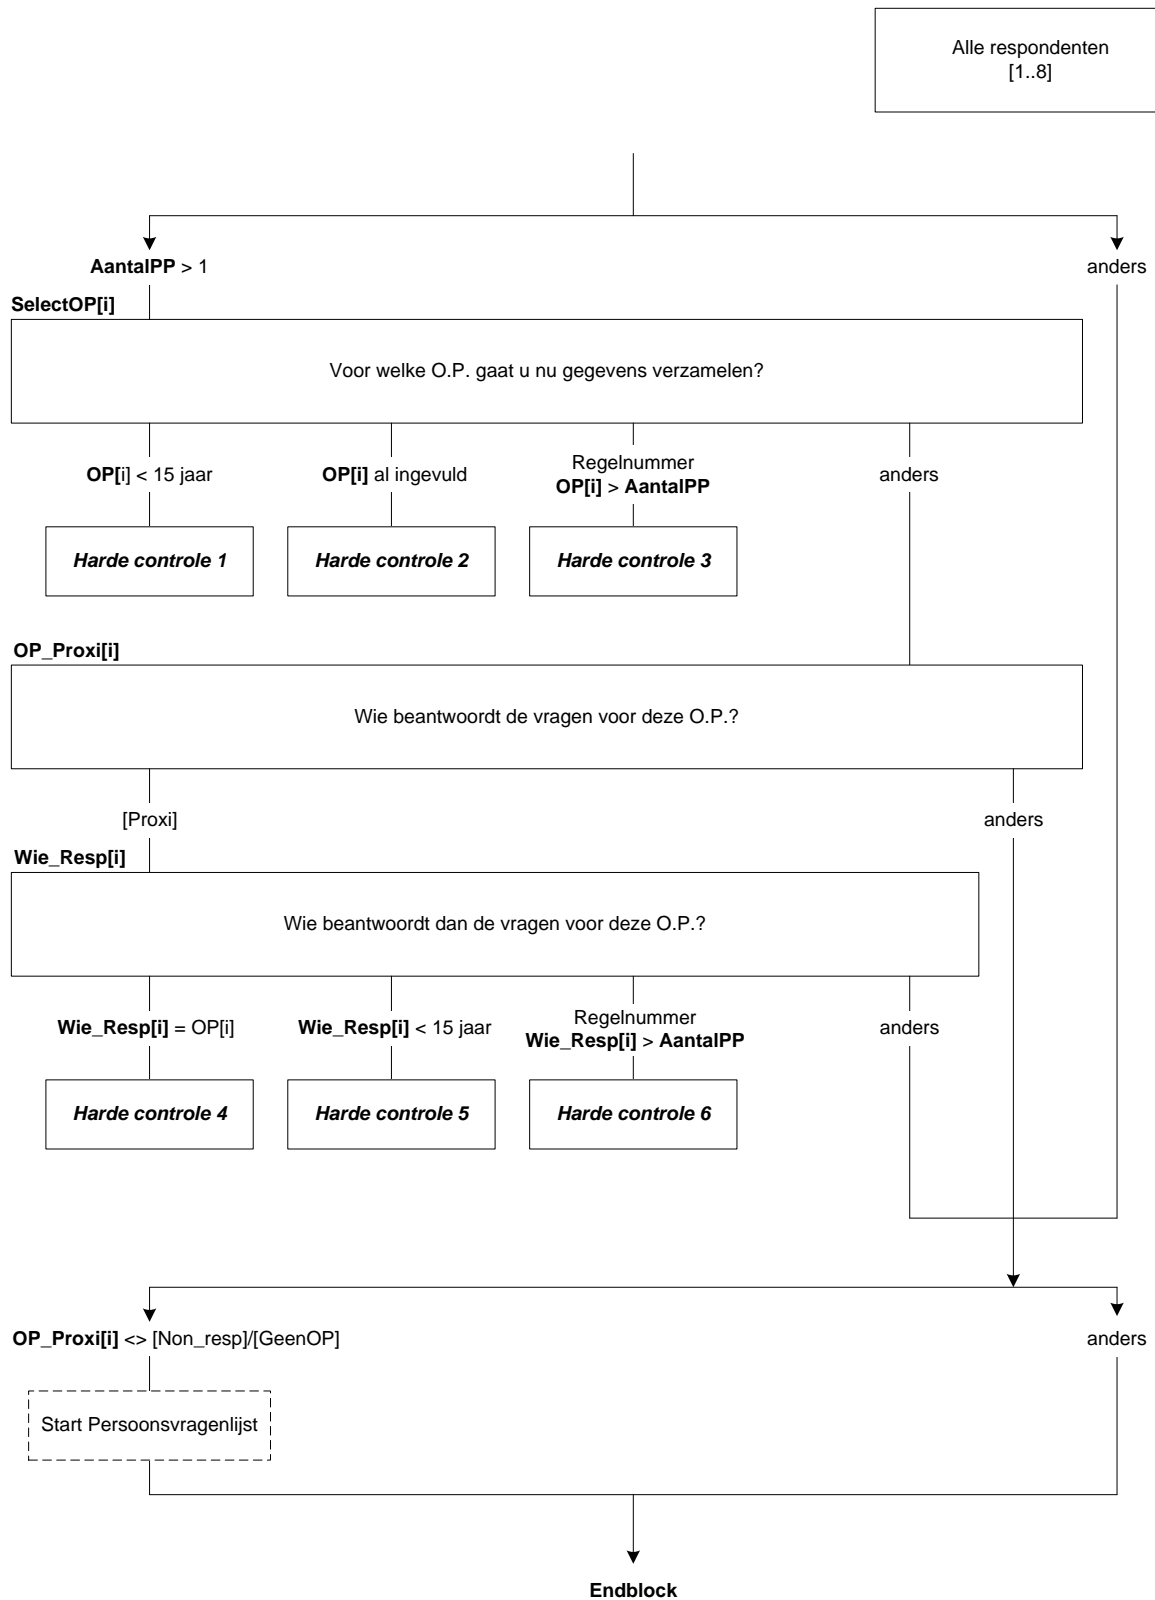 Alle respondenten
[1..8]
AantalPP > 1
anders
SelectOP[i]
Voor welke O.P. gaat u nu gegevens verzamelen?
OP[i] < 15 jaar
OP[i] al ingevuld
Regelnummer
OP[i] > AantalPP
anders
Harde controle 1
Harde controle 2
Harde controle 3
OP_Proxi[i]
Wie beantwoordt de vragen voor deze O.P.?
[Proxi]
anders
Wie_Resp[i]
Wie beantwoordt dan de vragen voor deze O.P.?
Wie_Resp[i] = OP[i]
Wie_Resp[i] < 15 jaar
Regelnummer
Wie_Resp[i] > AantalPP
anders
Harde controle 4
Harde controle 5
Harde controle 6
OP_Proxi[i] <> [Non_resp]/[GeenOP]
anders
Start Persoonsvragenlijst
Endblock